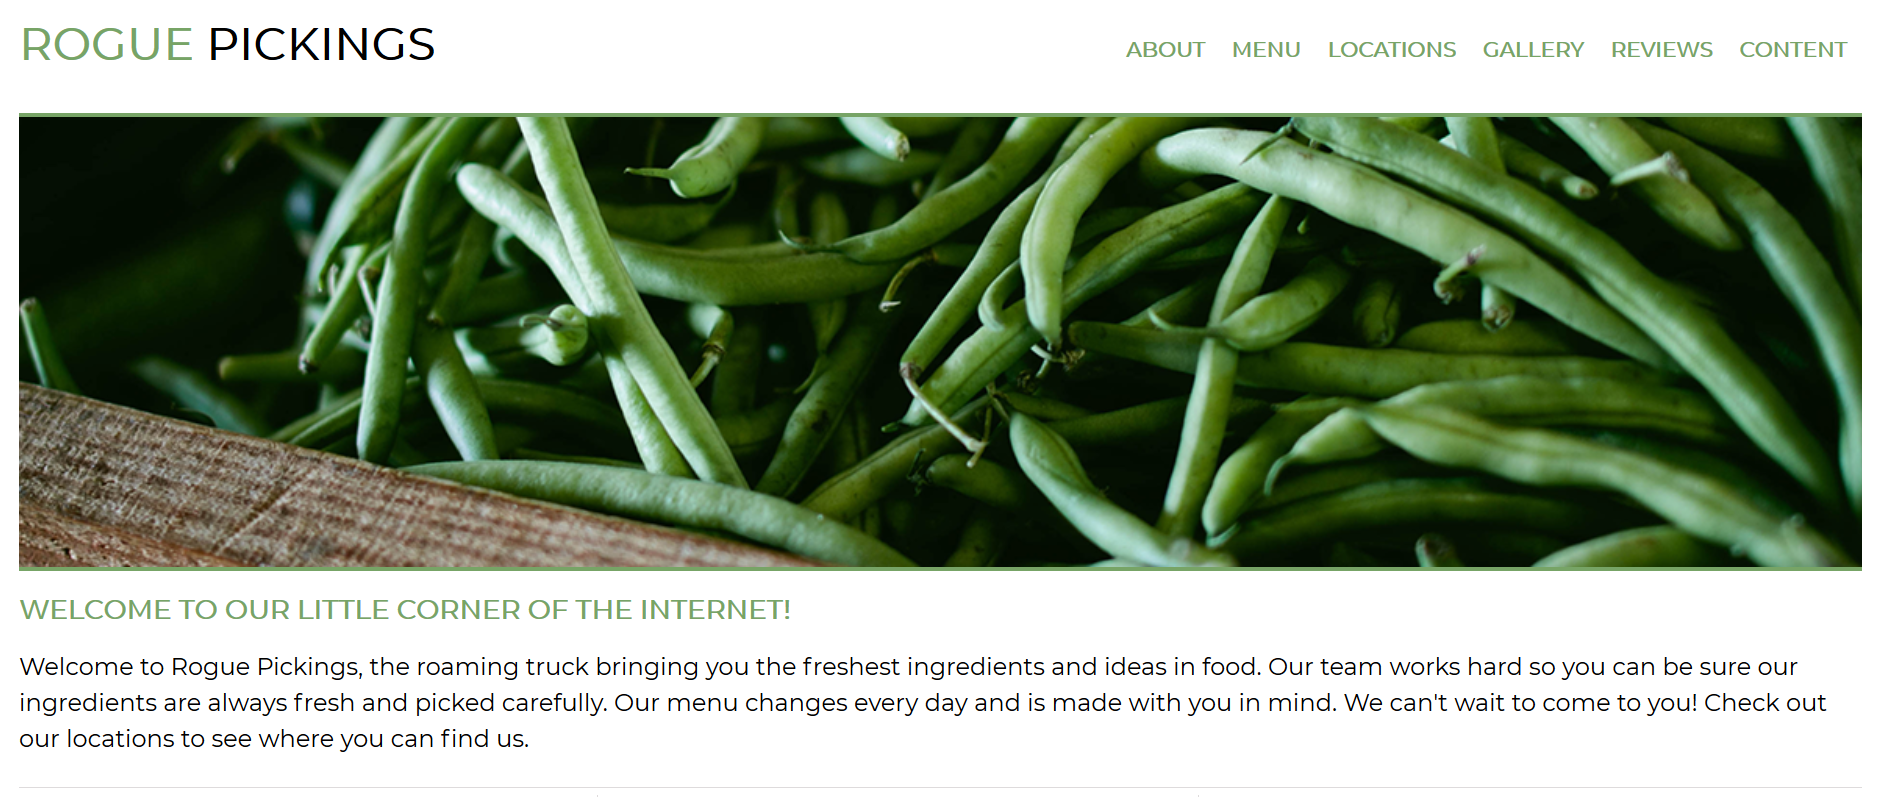 ROGUE PICKINGS
ABOUT MENU LOCATIONS GALLERY REVIEWS CONTENT
WELCOME TO OUR LITTLE CORNER OF THE INTERNET!
Welcome to Rogue Pickings, the roaming truck bringing you the freshest ingredients and ideas in food. Our team works hard so you can be sure our
ingredients are always fresh and picked carefully. Our menu changes every day and is made with you in mind. We can't wait to come to you! Check out
our locations to see where you can find us.